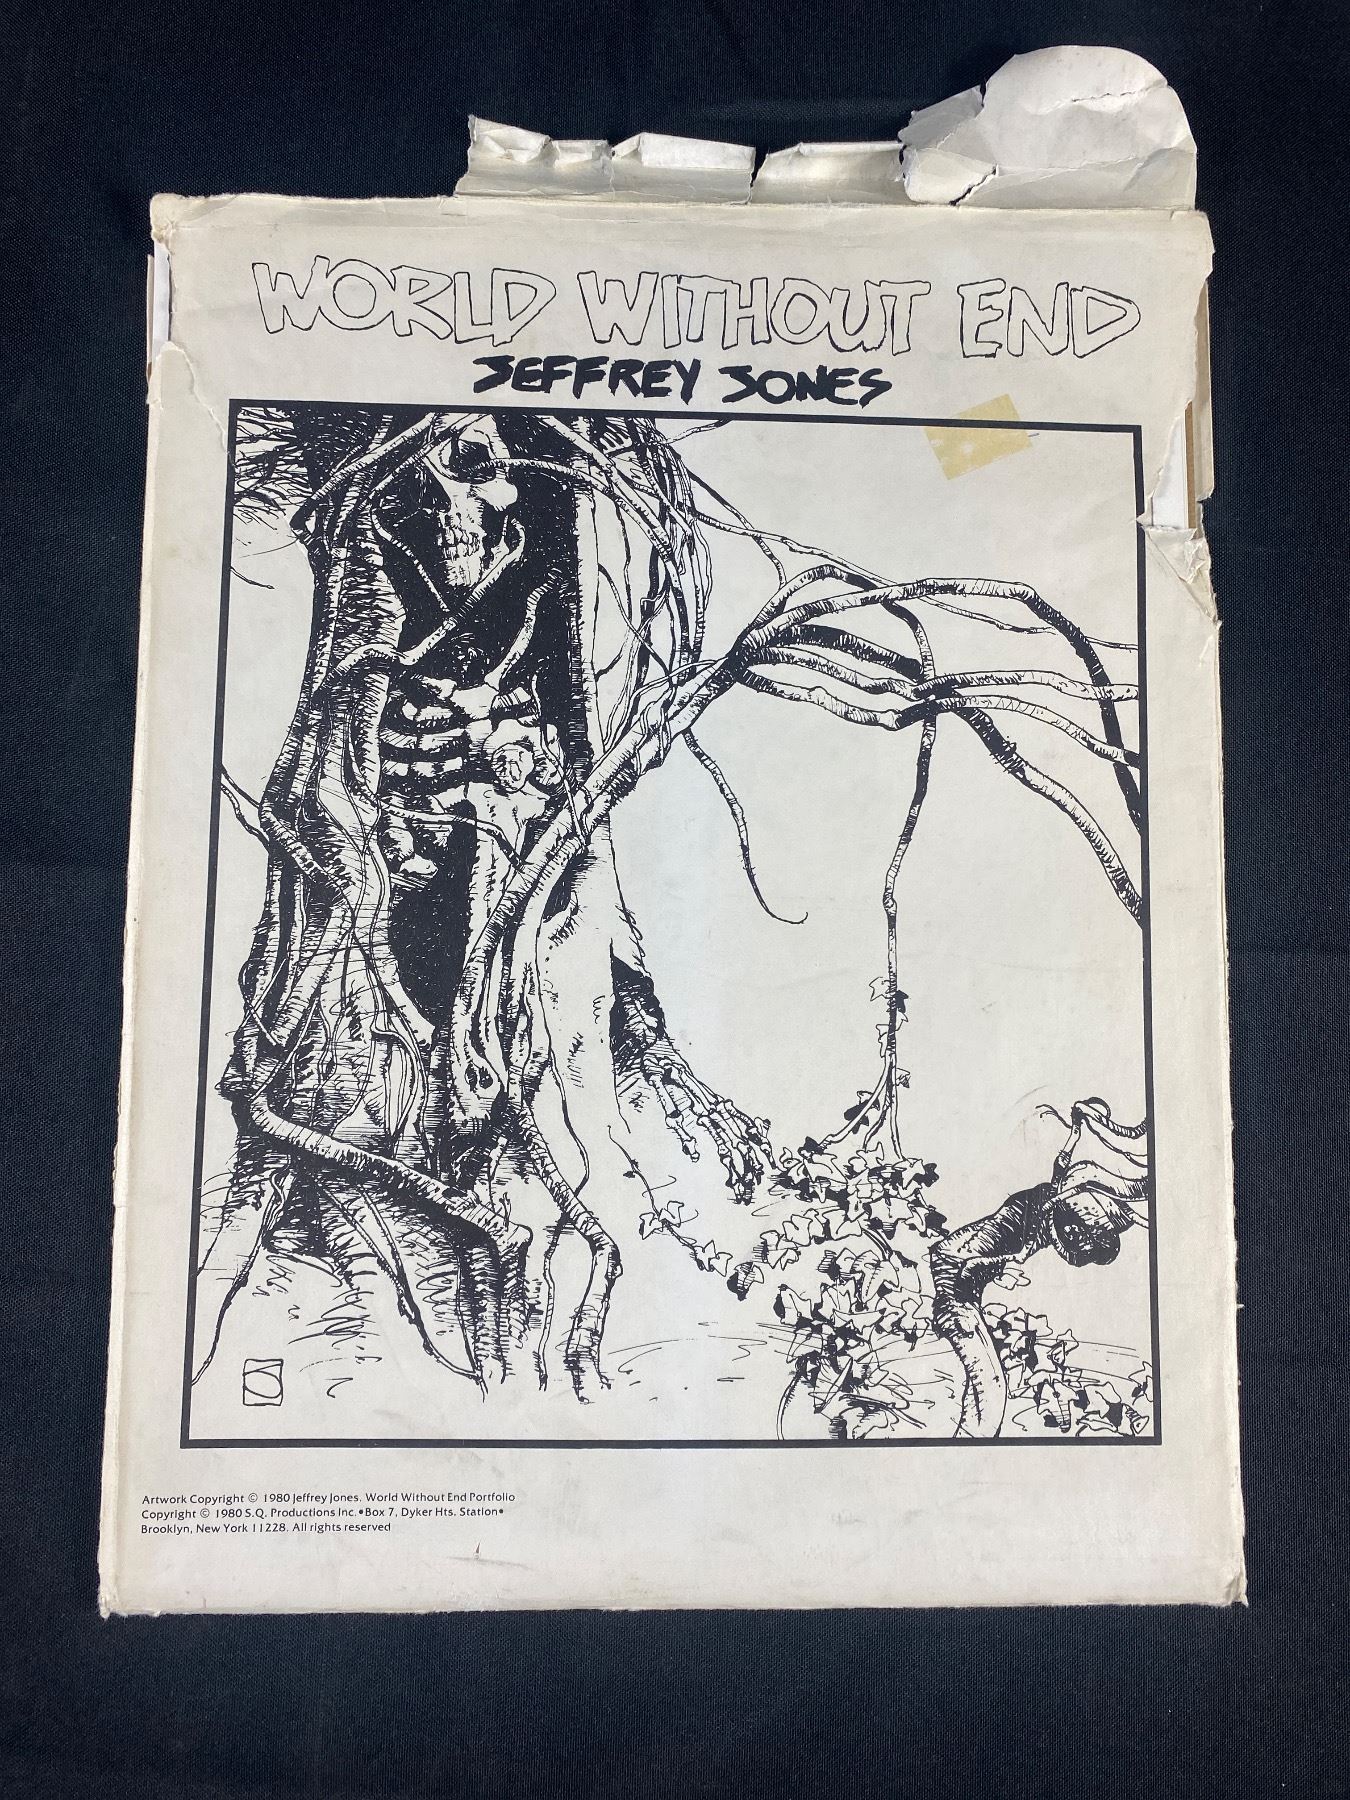 WORLD WITHOUT END
JEFFREY JONES
Artwork Copyright © 1980 Jeffrey Jones. World Without End Portfolio
Copyright © 1980 S.Q. Productions Inc.•Box 7, Dyker Hts. Station•
Brooklyn, New York 11228. All rights reserved